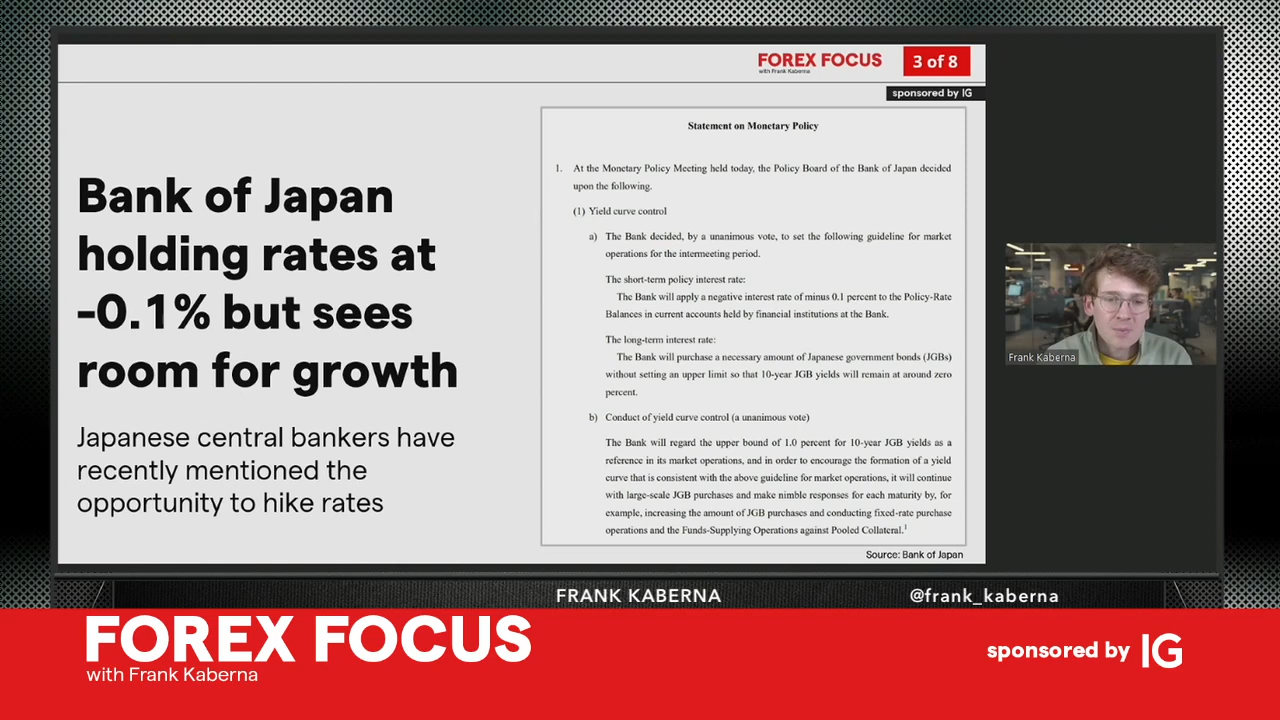 FOREX FOCUS
with Frank Kaberna
3 of 8
sponsored by IG
Bank of Japan
holding rates at
-0.1% but sees
room for growth
Japanese central bankers have
recently mentioned the
opportunity to hike rates
Statement on Monetary Policy
1. At the Monetary Policy Meeting held today, the Policy Board of the Bank of Japan decided
upon the following.
(1) Yield curve control
a) The Bank decided, by a unanimous vote, to set the following guideline for market
operations for the intermeeting period.
The short-term policy interest rate:
The Bank will apply a negative interest rate of minus 0.1 percent to the Policy-Rate
Balances in current accounts held by financial institutions at the Bank.
The long-term interest rate:
The Bank will purchase a necessary amount of Japanese government bonds (JGBs)
without setting an upper limit so that 10-year JGB yields will remain at around zero
percent.
b) Conduct of yield curve control (a unanimous vote)
The Bank will regard the upper bound of 1.0 percent for 10-year JGB yields as a
reference in its market operations, and in order to encourage the formation of a yield
curve that is consistent with the above guideline for market operations, it will continue
with large-scale JGB purchases and make nimble responses for each maturity by, for
example, increasing the amount of JGB purchases and conducting fixed-rate purchase
operations and the Funds-Supplying Operations against Pooled Collateral.1
Source: Bank of Japan
Frank Kaberna
FRANK KABERNA
@frank_kaberna
FOREX FOCUS
with Frank Kaberna
sponsored by IG